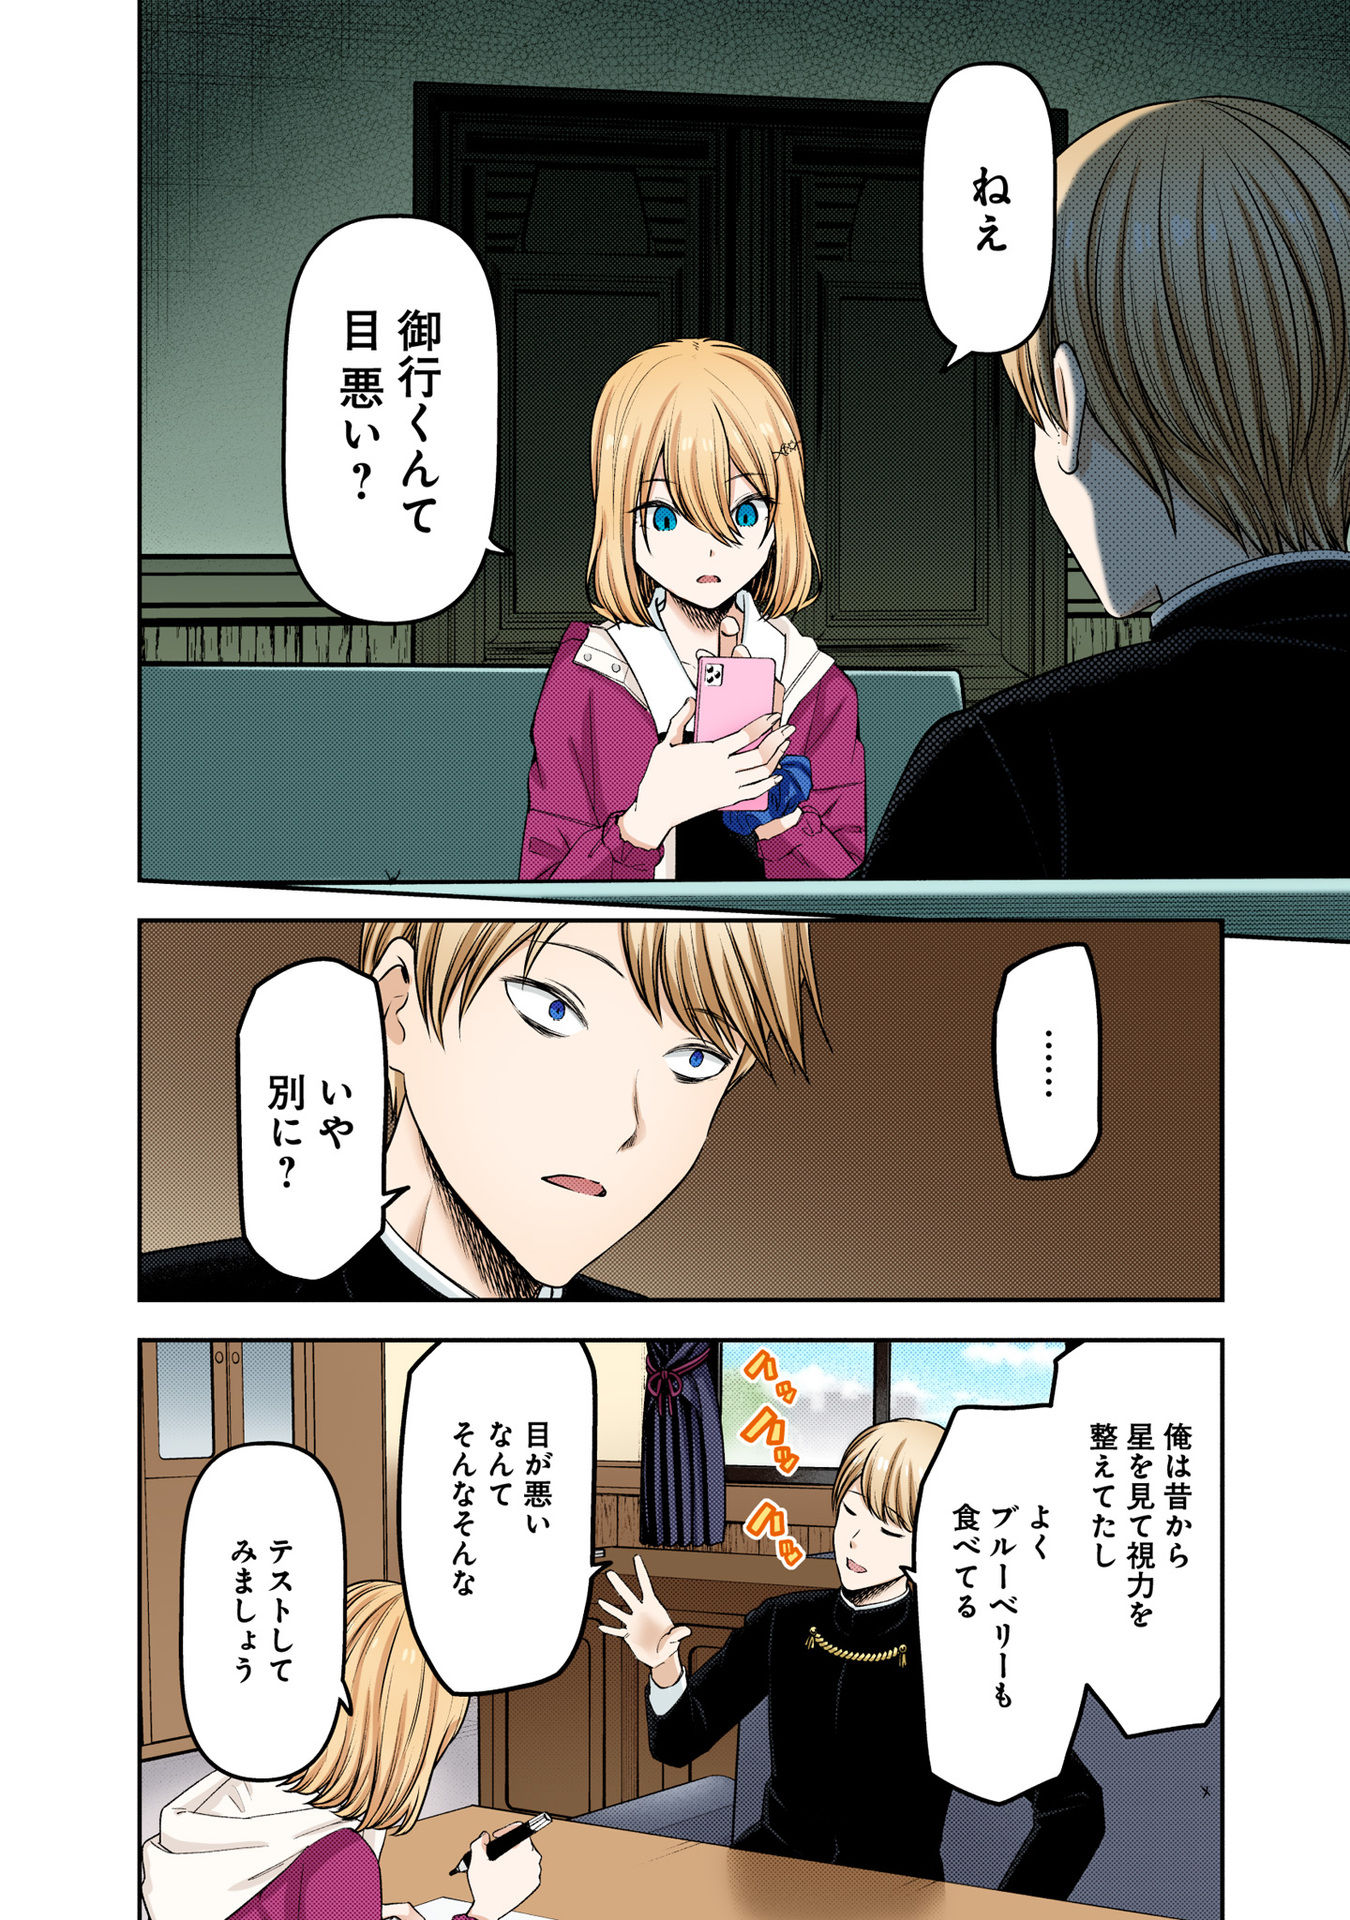 ねえ
御行くんて
目悪い?
……
いや
別に?
俺は昔から
星を見て視力を
整えてたし
よく
ブルーベリーも
食べてる
ハッ
ハッ
ハッ
目が悪い
なんて
そんなそんな
テストして
みましょう